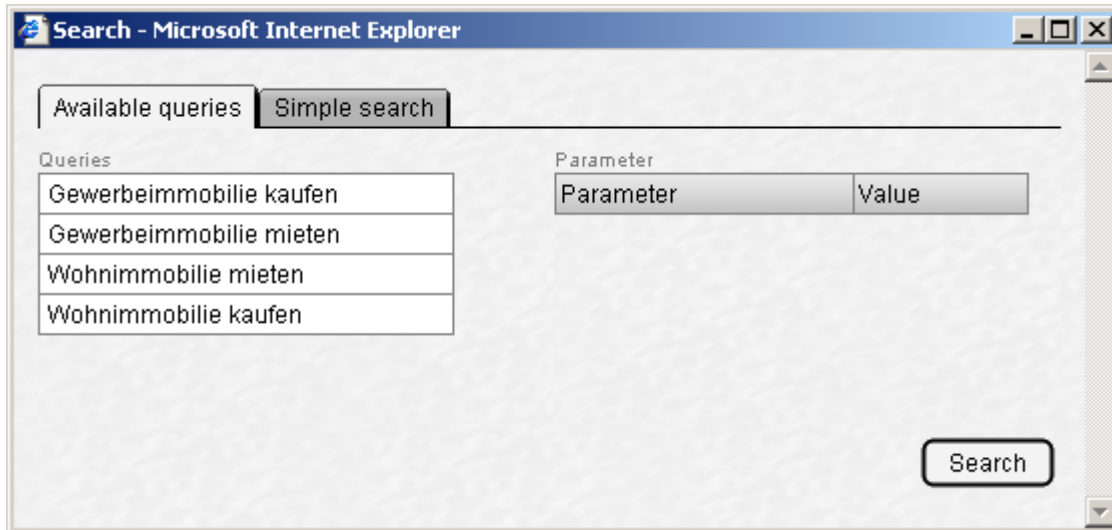 Search - Microsoft Internet Explorer
Available queries Simple search
Queries
Gewerbeimmobilie kaufen
Gewerbeimmobilie mieten
Wohnimmobilie mieten
Wohnimmobilie kaufen
Parameter
Parameter Value
Search